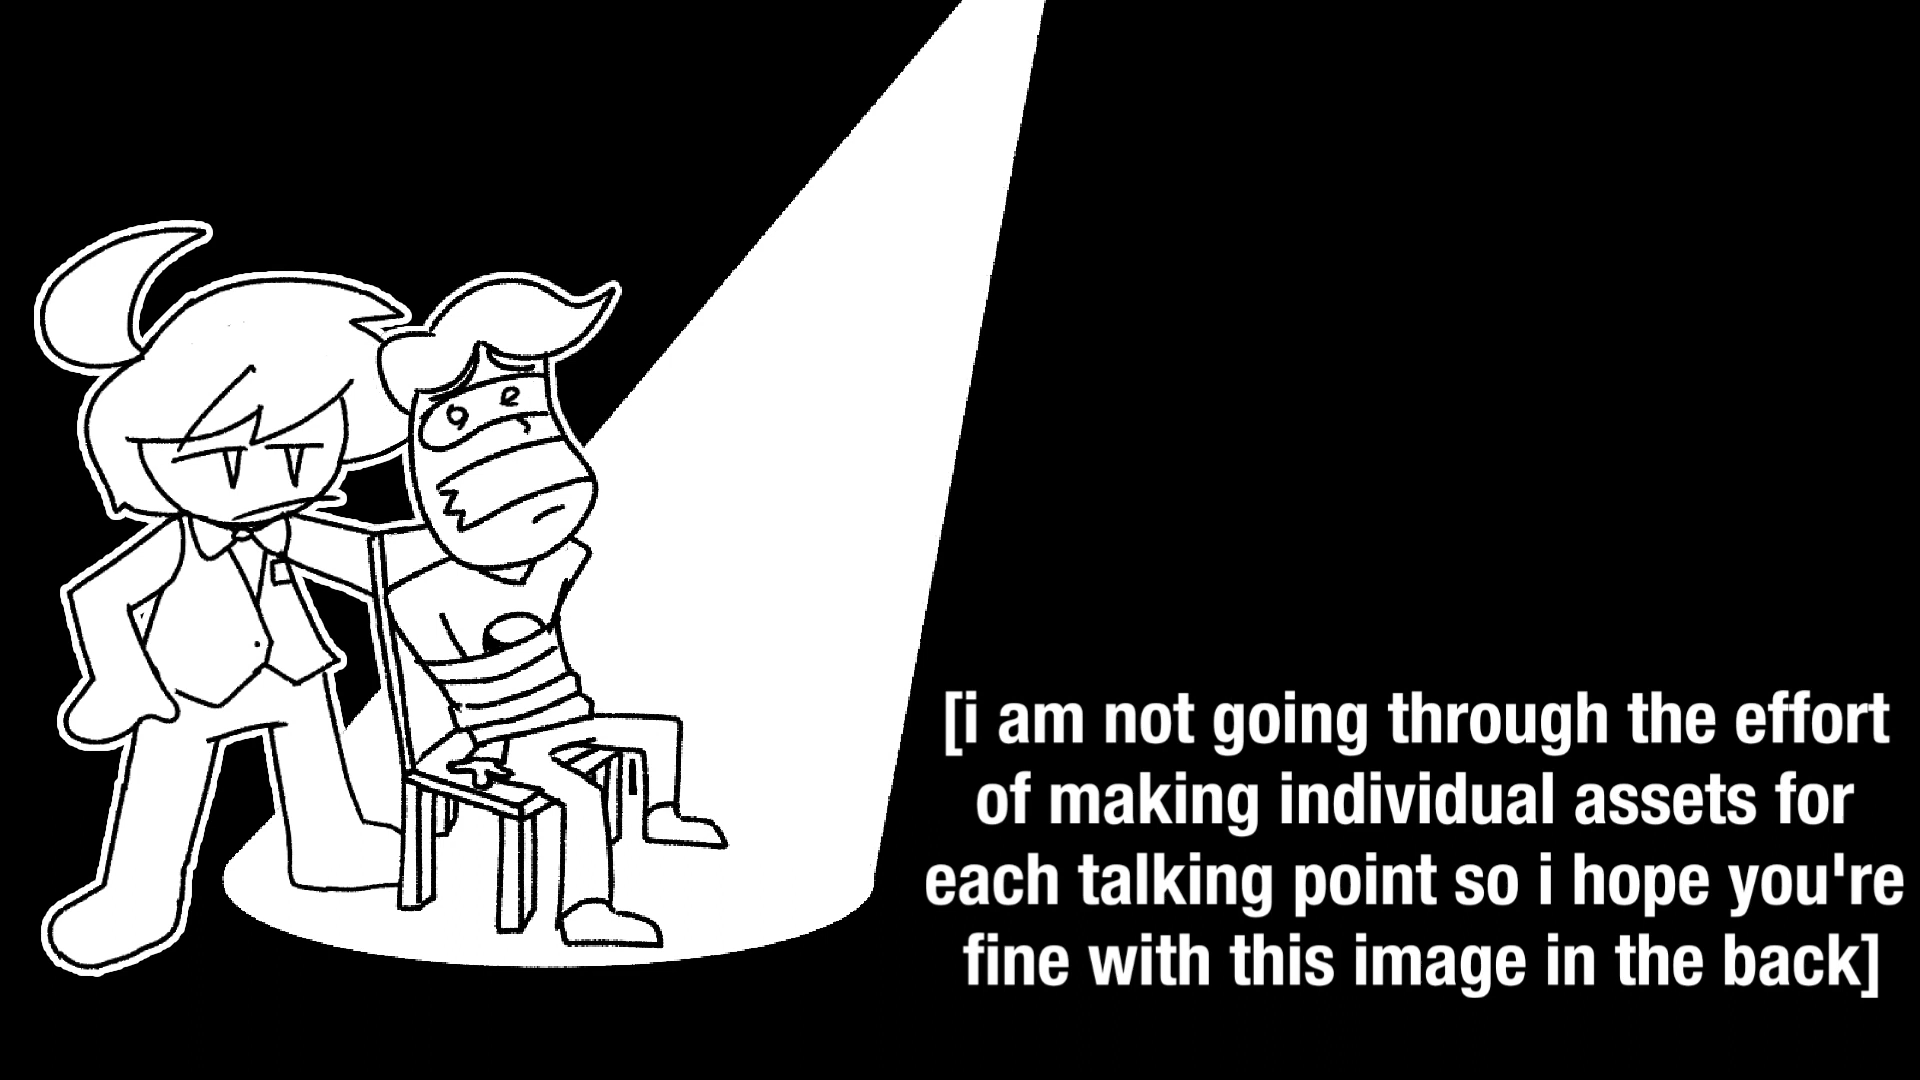 [i am not going through the effort
of making individual assets for
each talking point so i hope you're
fine with this image in the back]